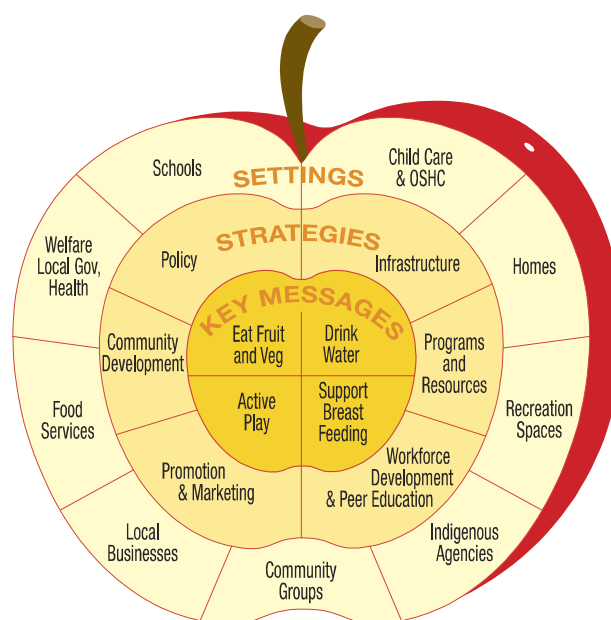 Schools
SETTINGS
Child Care
& OSHC
Welfare
Local Gov,
Health
Homes
Food
Services
Recreation
Spaces
Local
Businesses
Indigenous
Agencies
Community
Groups
STRATEGIES
Policy
Infrastructure
Community
Development
Programs
and
Resources
Promotion
& Marketing
Workforce
Development
& Peer Education
KEY MESSAGES
Eat Fruit
and Veg
Drink
Water
Active
Play
Support
Breast
Feeding